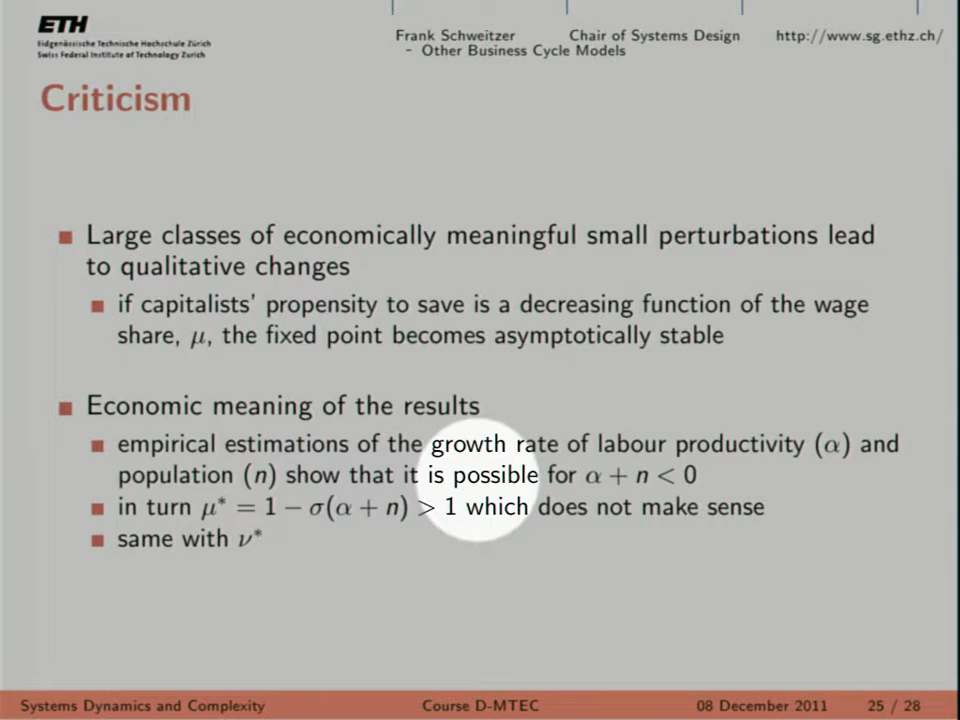 ETH
Eidgenössische Technische Hochschule Zürich
Swiss Federal Institute of Technology Zurich
Frank Schweitzer Chair of Systems Design http://www.sg.ethz.ch/
- Other Business Cycle Models
Criticism
Large classes of economically meaningful small perturbations lead
to qualitative changes
if capitalists' propensity to save is a decreasing function of the wage
share, μ, the fixed point becomes asymptotically stable
Economic meaning of the results
empirical estimations of the growth rate of labour productivity (α) and
population (n) show that it is possible for α + n < 0
in turn μ* = 1 − σ(α + n) > 1 which does not make sense
same with ν*
Systems Dynamics and Complexity Course D-MTEC 08 December 2011 25 / 28